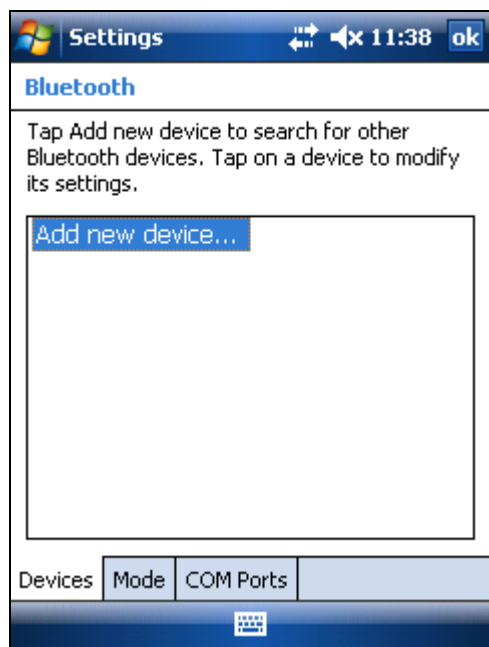 Settings 11:38 ok
Bluetooth
Tap Add new device to search for other
Bluetooth devices. Tap on a device to modify
its settings.
Add new device...
Devices Mode COM Ports